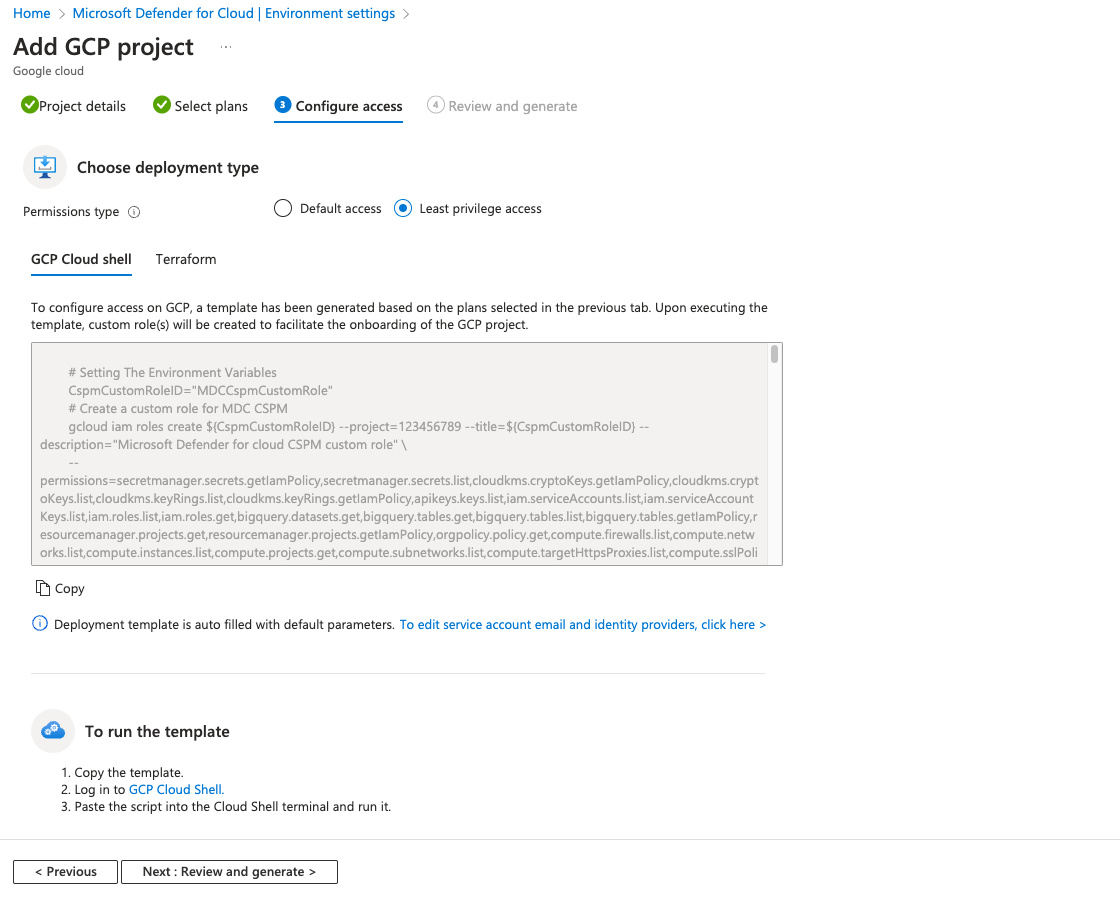 Home > Microsoft Defender for Cloud | Environment settings >
Add GCP project ...
Google cloud
Project details Select plans 3 Configure access 4 Review and generate
Choose deployment type
Permissions type Default access Least privilege access
GCP Cloud shell Terraform
To configure access on GCP, a template has been generated based on the plans selected in the previous tab. Upon executing the
template, custom role(s) will be created to facilitate the onboarding of the GCP project.
# Setting The Environment Variables
CspmCustomRoleID="MDCCspmCustomRole"
# Create a custom role for MDC CSPM
gcloud iam roles create ${CspmCustomRoleID} --project=123456789 --title=${CspmCustomRoleID} --
description="Microsoft Defender for cloud CSPM custom role" \
--
permissions=secretmanager.secrets.getIamPolicy,secretmanager.secrets.list,cloudkms.cryptoKeys.getIamPolicy,cloudkms.crypt
oKeys.list,cloudkms.keyRings.list,cloudkms.keyRings.getIamPolicy,apikeys.keys.list,iam.serviceAccounts.list,iam.serviceAccount
Keys.list,iam.roles.list,iam.roles.get,bigquery.datasets.get,bigquery.tables.get,bigquery.tables.list,bigquery.tables.getIamPolicy,r
esourcemanager.projects.get,resourcemanager.projects.getIamPolicy,orgpolicy.policy.get,compute.firewalls.list,compute.netw
orks.list,compute.instances.list,compute.projects.get,compute.subnetworks.list,compute.targetHttpsProxies.list,compute.sslPoli
Copy
Deployment template is auto filled with default parameters. To edit service account email and identity providers, click here >
To run the template
1. Copy the template.
2. Log in to GCP Cloud Shell.
3. Paste the script into the Cloud Shell terminal and run it.
< Previous Next : Review and generate >